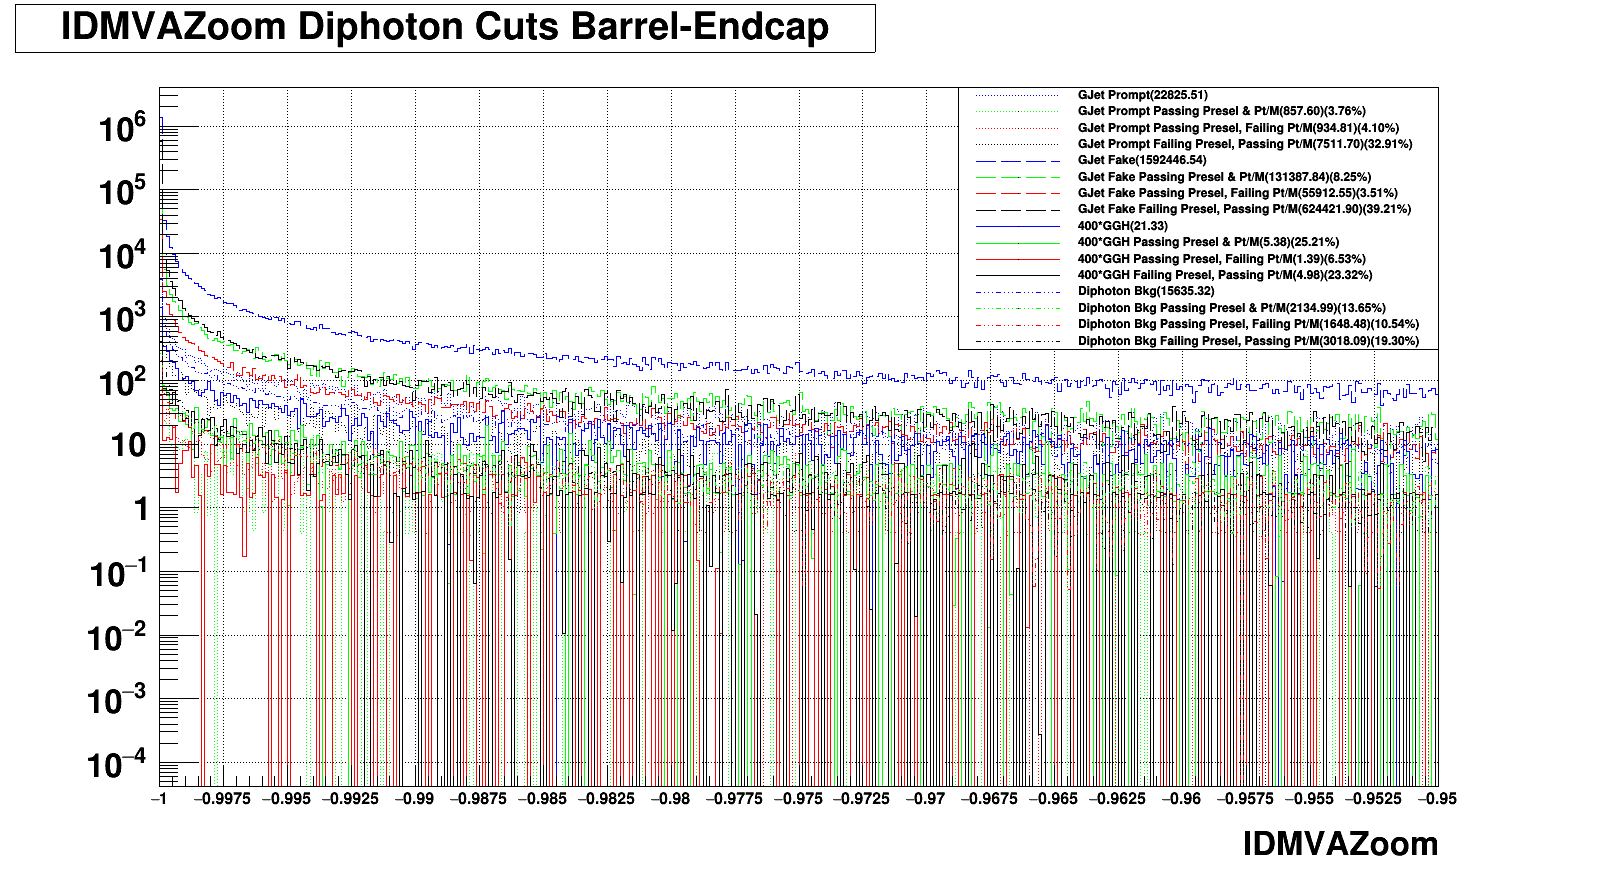 IDMVAZoom Diphoton Cuts Barrel-Endcap
GJet Prompt(22825.51)
GJet Prompt Passing Presel & Pt/M(857.60)(3.76%)
GJet Prompt Passing Presel, Failing Pt/M(934.81)(4.10%)
GJet Prompt Failing Presel, Passing Pt/M(7511.70)(32.91%)
GJet Fake(1592446.54)
GJet Fake Passing Presel & Pt/M(131387.84)(8.25%)
GJet Fake Passing Presel, Failing Pt/M(55912.55)(3.51%)
GJet Fake Failing Presel, Passing Pt/M(624421.90)(39.21%)
400*GGH(21.33)
400*GGH Passing Presel & Pt/M(5.38)(25.21%)
400*GGH Passing Presel, Failing Pt/M(1.39)(6.53%)
400*GGH Failing Presel, Passing Pt/M(4.98)(23.32%)
Diphoton Bkg(15635.32)
Diphoton Bkg Passing Presel & Pt/M(2134.99)(13.65%)
Diphoton Bkg Passing Presel, Failing Pt/M(1648.48)(10.54%)
Diphoton Bkg Failing Presel, Passing Pt/M(3018.09)(19.30%)
10^6
10^5
10^4
10^3
10^2
10
1
10^−1
10^−2
10^−3
10^−4
−1 −0.9975 −0.995 −0.9925 −0.99 −0.9875 −0.985 −0.9825 −0.98 −0.9775 −0.975 −0.9725 −0.97 −0.9675 −0.965 −0.9625 −0.96 −0.9575 −0.955 −0.9525 −0.95
IDMVAZoom